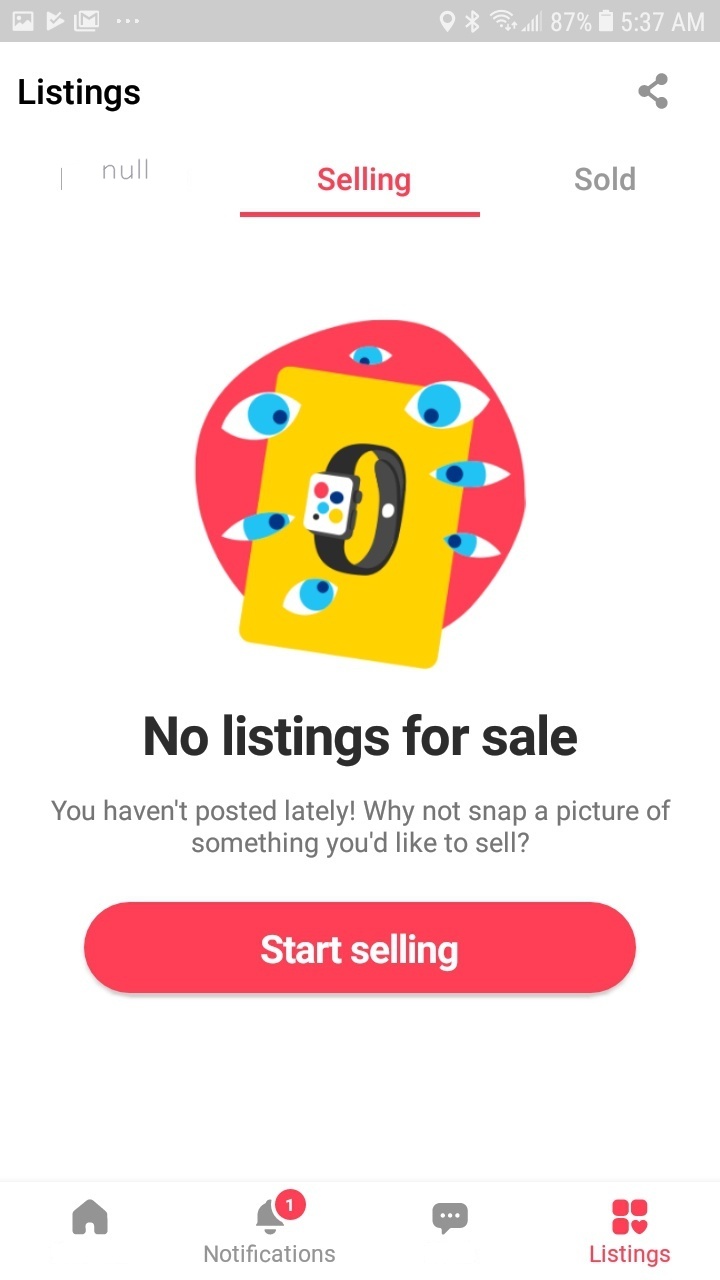 87% 5:37 AM
Listings
null
Selling
Sold
No listings for sale
You haven't posted lately! Why not snap a picture of
something you'd like to sell?
Start selling
1
Notifications
Listings